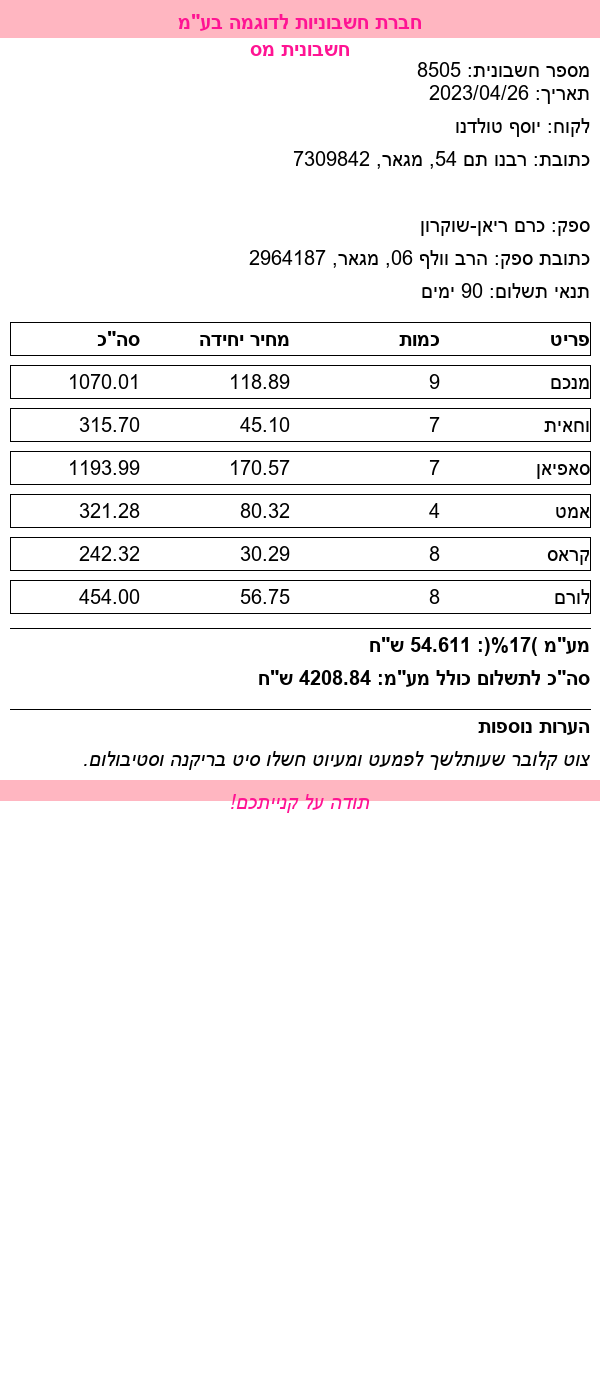 חברת חשבוניות לדוגמה בע"מ
חשבונית מס
מספר חשבונית: 8505
תאריך: 2023/04/26
לקוח: יוסף טולדנו
כתובת: רבנו תם 54, מגאר, 7309842
ספק: כרם ריאן-שוקרון
כתובת ספק: הרב וולף 06, מגאר, 2964187
תנאי תשלום: 90 ימים
פריט כמות מחיר יחידה סה"כ
מנכם 9 118.89 1070.01
וחאית 7 45.10 315.70
סאפיאן 7 170.57 1193.99
אמט 4 80.32 321.28
קראס 8 30.29 242.32
לורם 8 56.75 454.00
מע"מ )17%(: 54.611 ש"ח
סה"כ לתשלום כולל מע"מ: 4208.84 ש"ח
הערות נוספות
צוט קלובר שעותלשך לפמעט ומעיוט חשלו סיט בריקנה וסטיבולום.
תודה על קנייתכם!